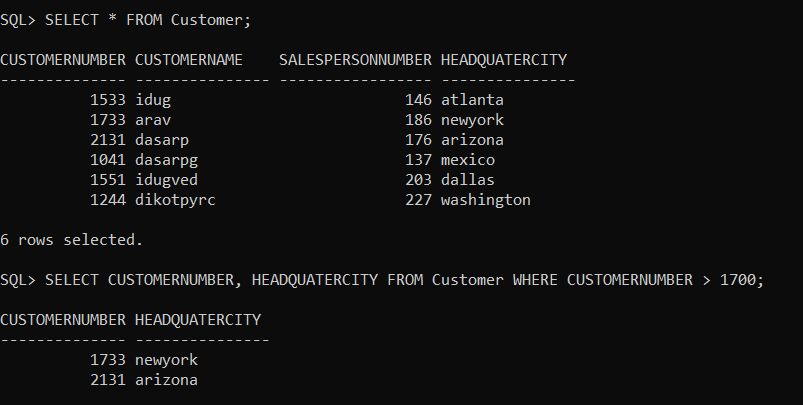 SQL> SELECT * FROM Customer;
CUSTOMERNUMBER CUSTOMERNAME    SALESPERSONNUMBER HEADQUATERCITY
-------------- --------------- ----------------- ---------------
          1533 idug                          146 atlanta
          1733 arav                          186 newyork
          2131 dasarp                        176 arizona
          1041 dasarpg                       137 mexico
          1551 idugved                       203 dallas
          1244 dikotpyrc                     227 washington
6 rows selected.
SQL> SELECT CUSTOMERNUMBER, HEADQUATERCITY FROM Customer WHERE CUSTOMERNUMBER > 1700;
CUSTOMERNUMBER HEADQUATERCITY
-------------- ---------------
          1733 newyork
          2131 arizona